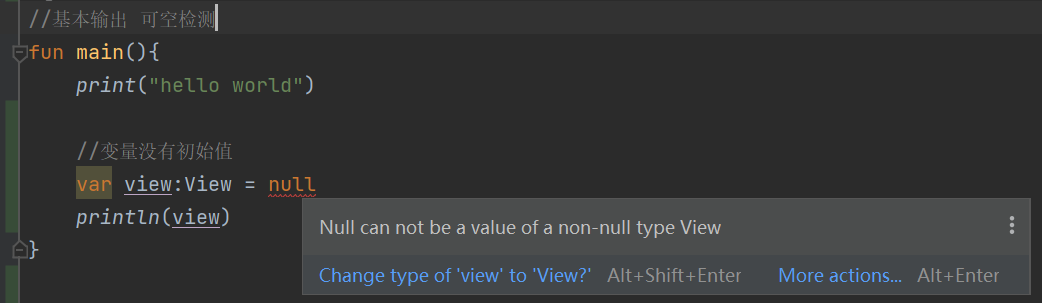 //基本输出 可空检测
fun main(){
print("hello world")
//变量没有初始值
var view:View = null
println(view)
Null can not be a value of a non-null type View
}
Change type of 'view' to 'View?' Alt+Shift+Enter More actions... Alt+Enter